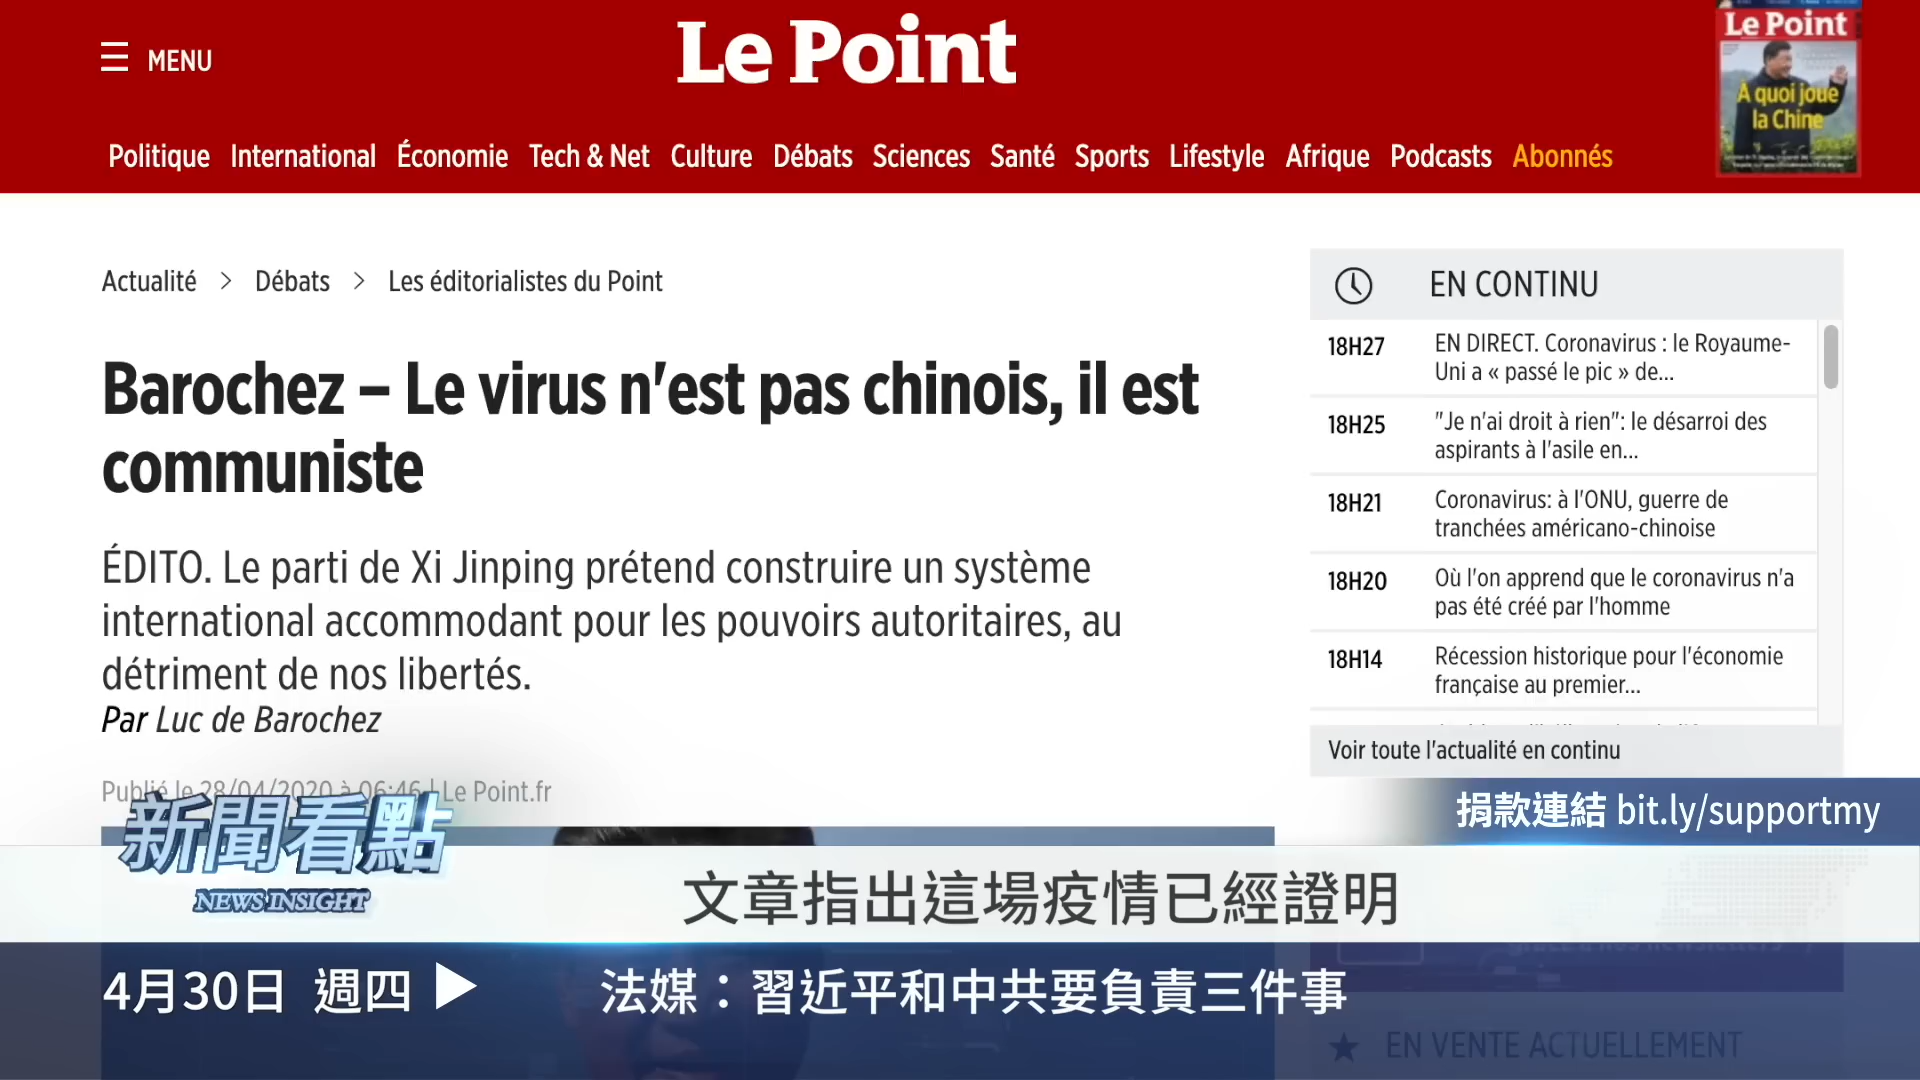 MENU
Le Point
Le Point
À quoi joue
la Chine
Politique International Économie Tech & Net Culture Débats Sciences Santé Sports Lifestyle Afrique Podcasts Abonnés
Actualité > Débats > Les éditorialistes du Point
Barochez – Le virus n'est pas chinois, il est
communiste
ÉDITO. Le parti de Xi Jinping prétend construire un système
international accommodant pour les pouvoirs autoritaires, au
détriment de nos libertés.
Par Luc de Barochez
Publié le 28/04/2020 à 06:46 | Le Point.fr
EN CONTINU
18H27 EN DIRECT. Coronavirus : le Royaume-
Uni a « passé le pic » de...
18H25 "Je n'ai droit à rien": le désarroi des
aspirants à l'asile en...
18H21 Coronavirus: à l'ONU, guerre de
tranchées américano-chinoise
18H20 Où l'on apprend que le coronavirus n'a
pas été créé par l'homme
18H14 Récession historique pour l'économie
française au premier...
Voir toute l'actualité en continu
捐款連結 bit.ly/supportmy
新聞看點
NEWS INSIGHT
文章指出這場疫情已經證明
4月30日 週四
法媒：習近平和中共要負責三件事
EN VENTE ACTUELLEMENT